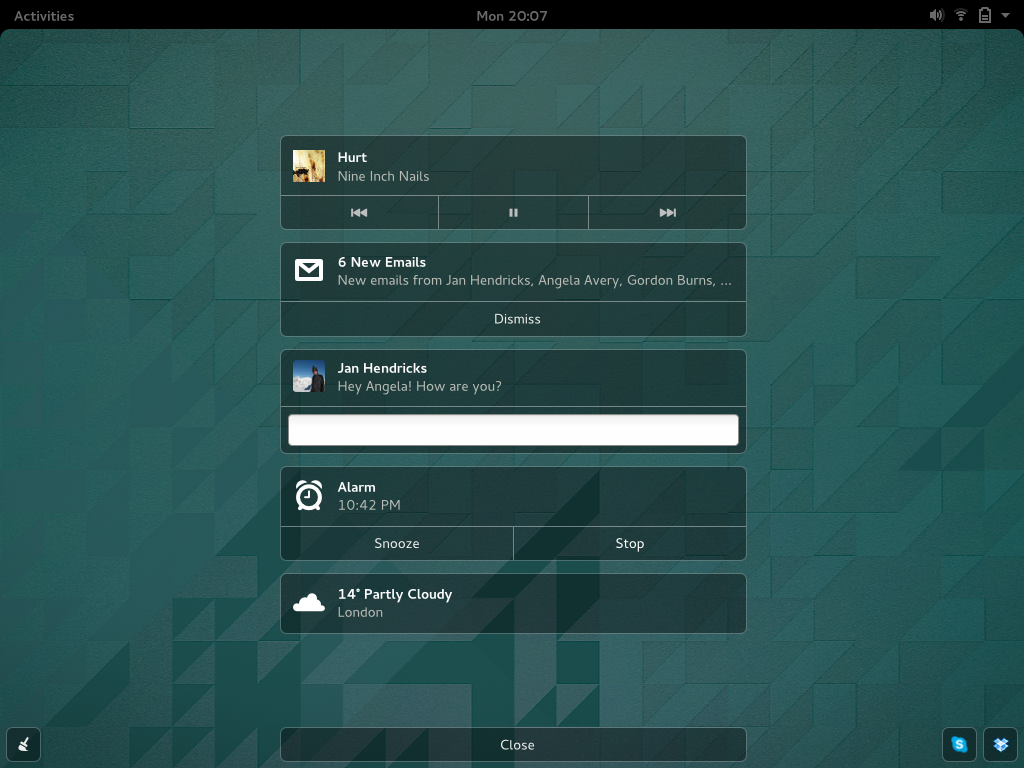 Activities
Mon 20:07
Hurt
Nine Inch Nails
6 New Emails
New emails from Jan Hendricks, Angela Avery, Gordon Burns, ...
Dismiss
Jan Hendricks
Hey Angela! How are you?
Alarm
10:42 PM
Snooze
Stop
14° Partly Cloudy
London
Close